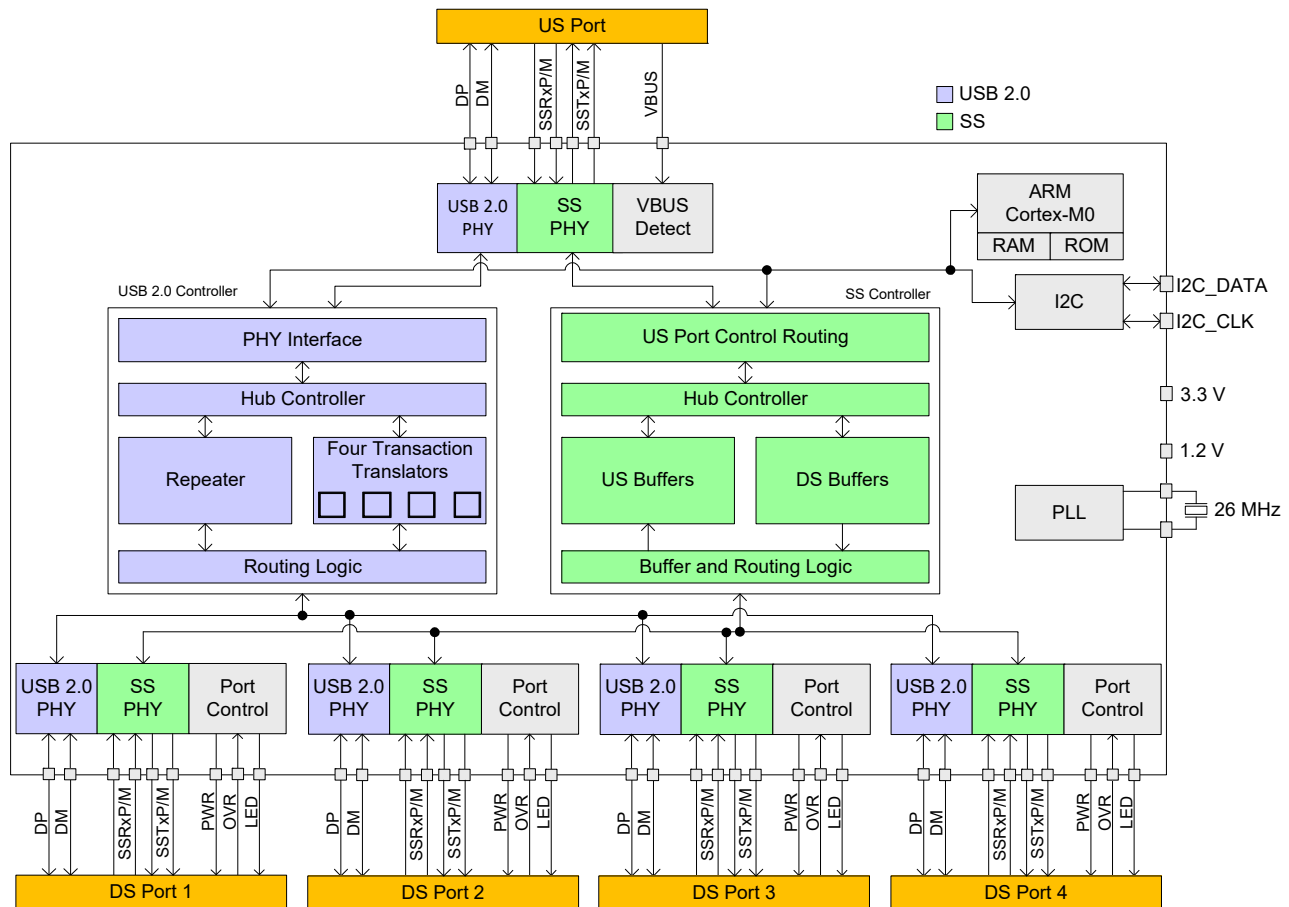 US Port
DP
DM
SSRxP/M
SSTxP/M
VBUS
USB 2.0
SS
USB 2.0
PHY
SS
PHY
VBUS
Detect
ARM
Cortex-M0
RAM
ROM
I2C
I2C_DATA
I2C_CLK
USB 2.0 Controller
SS Controller
PHY Interface
US Port Control Routing
Hub Controller
Hub Controller
3.3 V
Repeater
Four Transaction
Translators
US Buffers
DS Buffers
1.2 V
PLL
26 MHz
Routing Logic
Buffer and Routing Logic
USB 2.0
PHY
SS
PHY
Port
Control
USB 2.0
PHY
SS
PHY
Port
Control
USB 2.0
PHY
SS
PHY
Port
Control
USB 2.0
PHY
SS
PHY
Port
Control
DP
DM
SSRxP/M
SSTxP/M
PWR
OVR
LED
DP
DM
SSRxP/M
SSTxP/M
PWR
OVR
LED
DP
DM
SSRxP/M
SSTxP/M
PWR
OVR
LED
DP
DM
SSRxP/M
SSTxP/M
PWR
OVR
LED
DS Port 1
DS Port 2
DS Port 3
DS Port 4